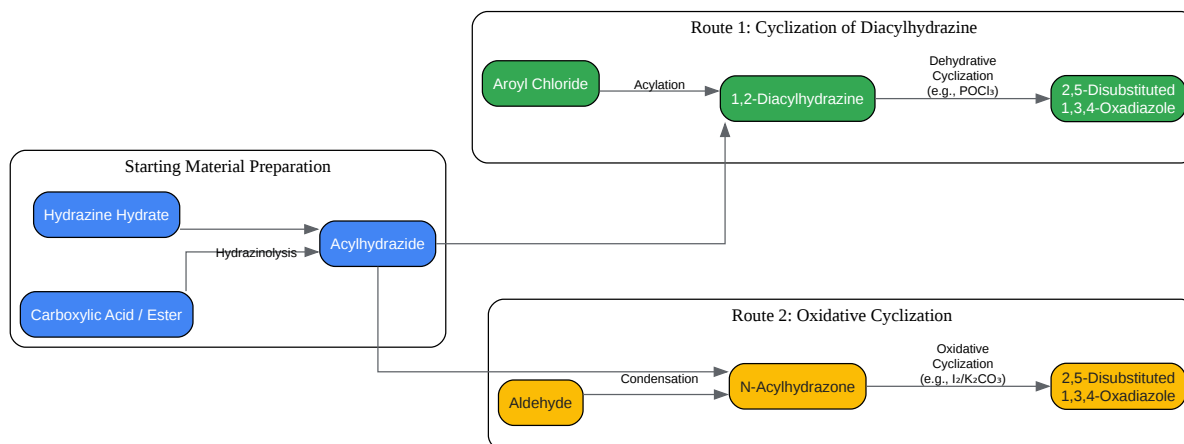 Route 1: Cyclization of Diacylhydrazine
Aroyl Chloride
Acylation
1,2-Diacylhydrazine
Dehydrative
Cyclization
(e.g., POCl₃)
2,5-Disubstituted
1,3,4-Oxadiazole
Starting Material Preparation
Hydrazine Hydrate
Hydrazinolysis
Acylhydrazide
Carboxylic Acid / Ester
Route 2: Oxidative Cyclization
Aldehyde
Condensation
N-Acylhydrazone
Oxidative
Cyclization
(e.g., I₂/K₂CO₃)
2,5-Disubstituted
1,3,4-Oxadiazole